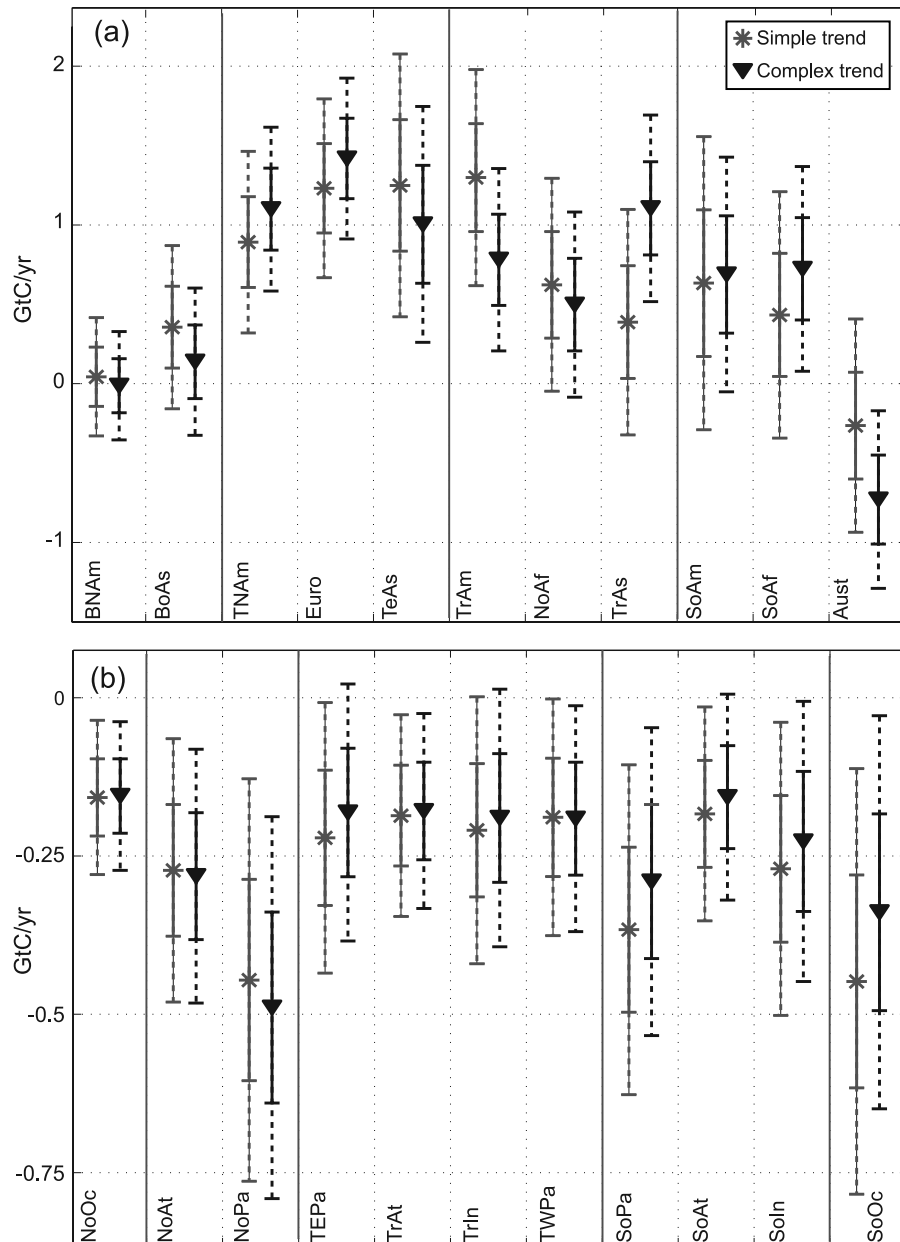 (a)
Simple trend
Complex trend
2
1
0
-1
GtC/yr
BNAm
BoAs
TNAm
Euro
TeAs
TrAm
NoAf
TrAs
SoAm
SoAf
Aust
(b)
0
-0.25
-0.5
-0.75
GtC/yr
NoOc
NoAt
NoPa
TEPa
TrAt
TrIn
TWPa
SoPa
SoAt
SoIn
SoOc